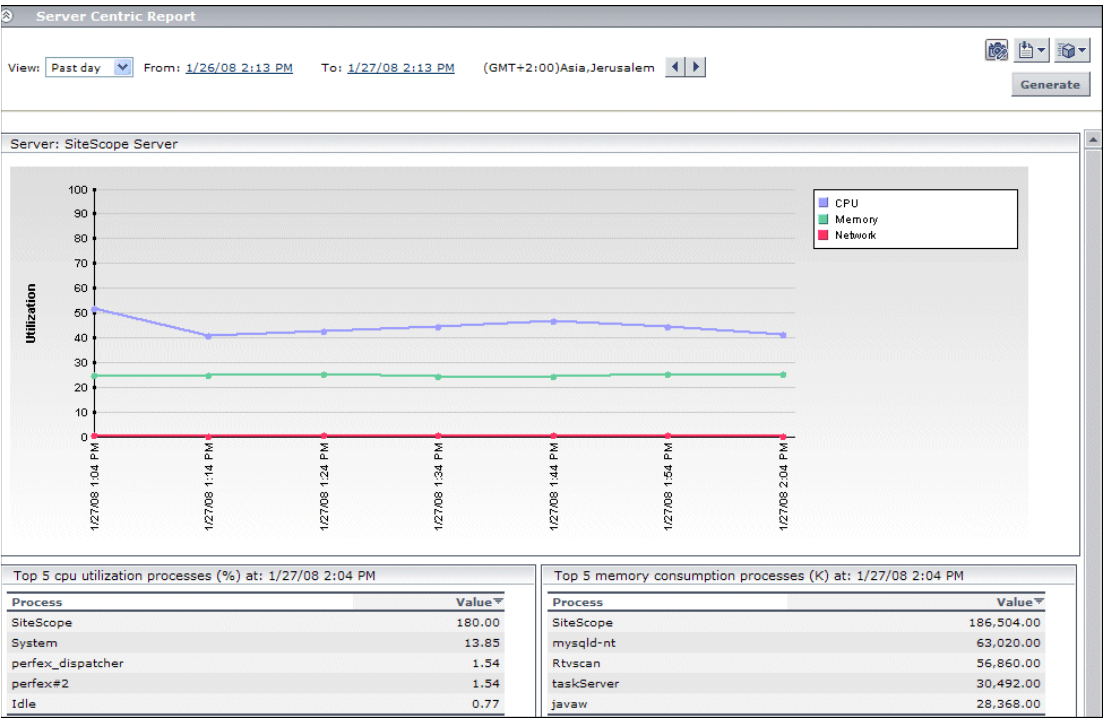 Server Centric Report
View: Past day From: 1/26/08 2:13 PM To: 1/27/08 2:13 PM (GMT+2:00)Asia,Jerusalem
Generate
Server: SiteScope Server
100
90
80
70
60
50
40
30
20
10
0
Utilization
CPU
Memory
Network
1/27/08 1:04 PM
1/27/08 1:14 PM
1/27/08 1:24 PM
1/27/08 1:34 PM
1/27/08 1:44 PM
1/27/08 1:54 PM
1/27/08 2:04 PM
Top 5 cpu utilization processes (%) at: 1/27/08 2:04 PM
Process Value
SiteScope 180.00
System 13.85
perfex_dispatcher 1.54
perfex#2 1.54
Idle 0.77
Top 5 memory consumption processes (K) at: 1/27/08 2:04 PM
Process Value
SiteScope 186,504.00
mysqld-nt 63,020.00
Rtvscan 56,860.00
taskServer 30,492.00
javaw 28,368.00